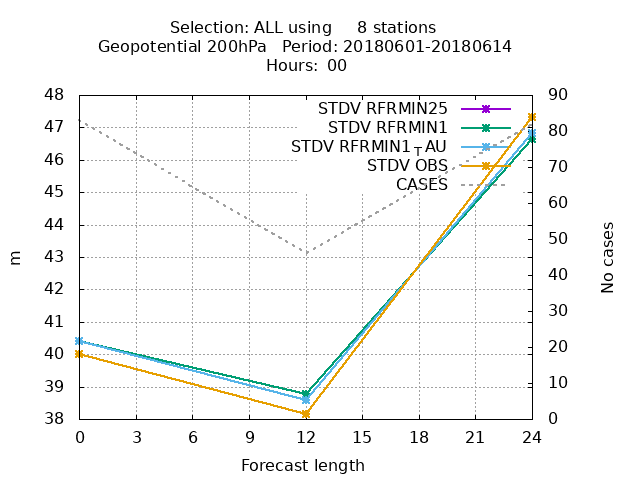 Selection: ALL using 8 stations
Geopotential 200hPa Period: 20180601-20180614
Hours: 00
STDV RFRMIN25
STDV RFRMIN1
STDV RFRMIN1_TAU
STDV OBS
CASES
48
47
46
45
44
43
42
41
40
39
38
90
80
70
60
50
40
30
20
10
0
m
No cases
0 3 6 9 12 15 18 21 24
Forecast length